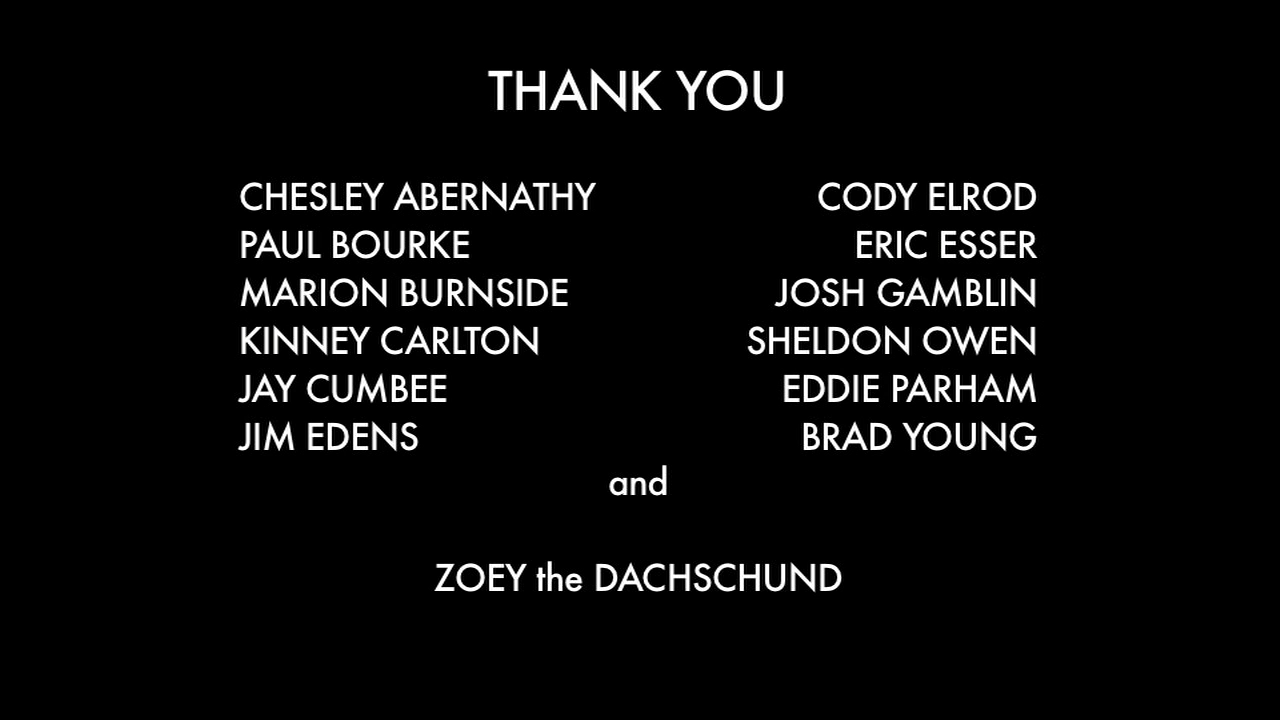 THANK YOU
CHESLEY ABERNATHY CODY ELROD
PAUL BOURKE ERIC ESSER
MARION BURNSIDE JOSH GAMBLIN
KINNEY CARLTON SHELDON OWEN
JAY CUMBEE EDDIE PARHAM
JIM EDENS BRAD YOUNG
and
ZOEY the DACHSCHUND